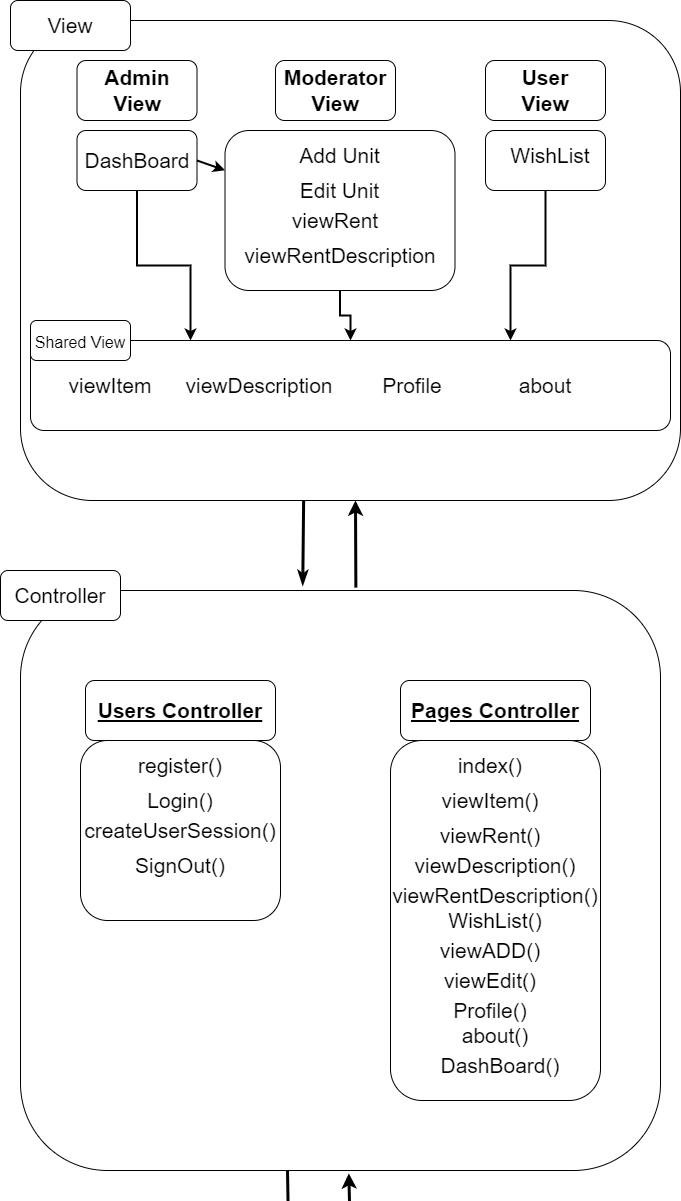 View
Admin
View
Moderator
View
User
View
DashBoard
Add Unit
Edit Unit
viewRent
viewRentDescription
WishList
Shared View
viewItem
viewDescription
Profile
about
Controller
Users Controller
register()
Login()
createUserSession()
SignOut()
Pages Controller
index()
viewItem()
viewRent()
viewDescription()
viewRentDescription()
WishList()
viewADD()
viewEdit()
Profile()
about()
DashBoard()